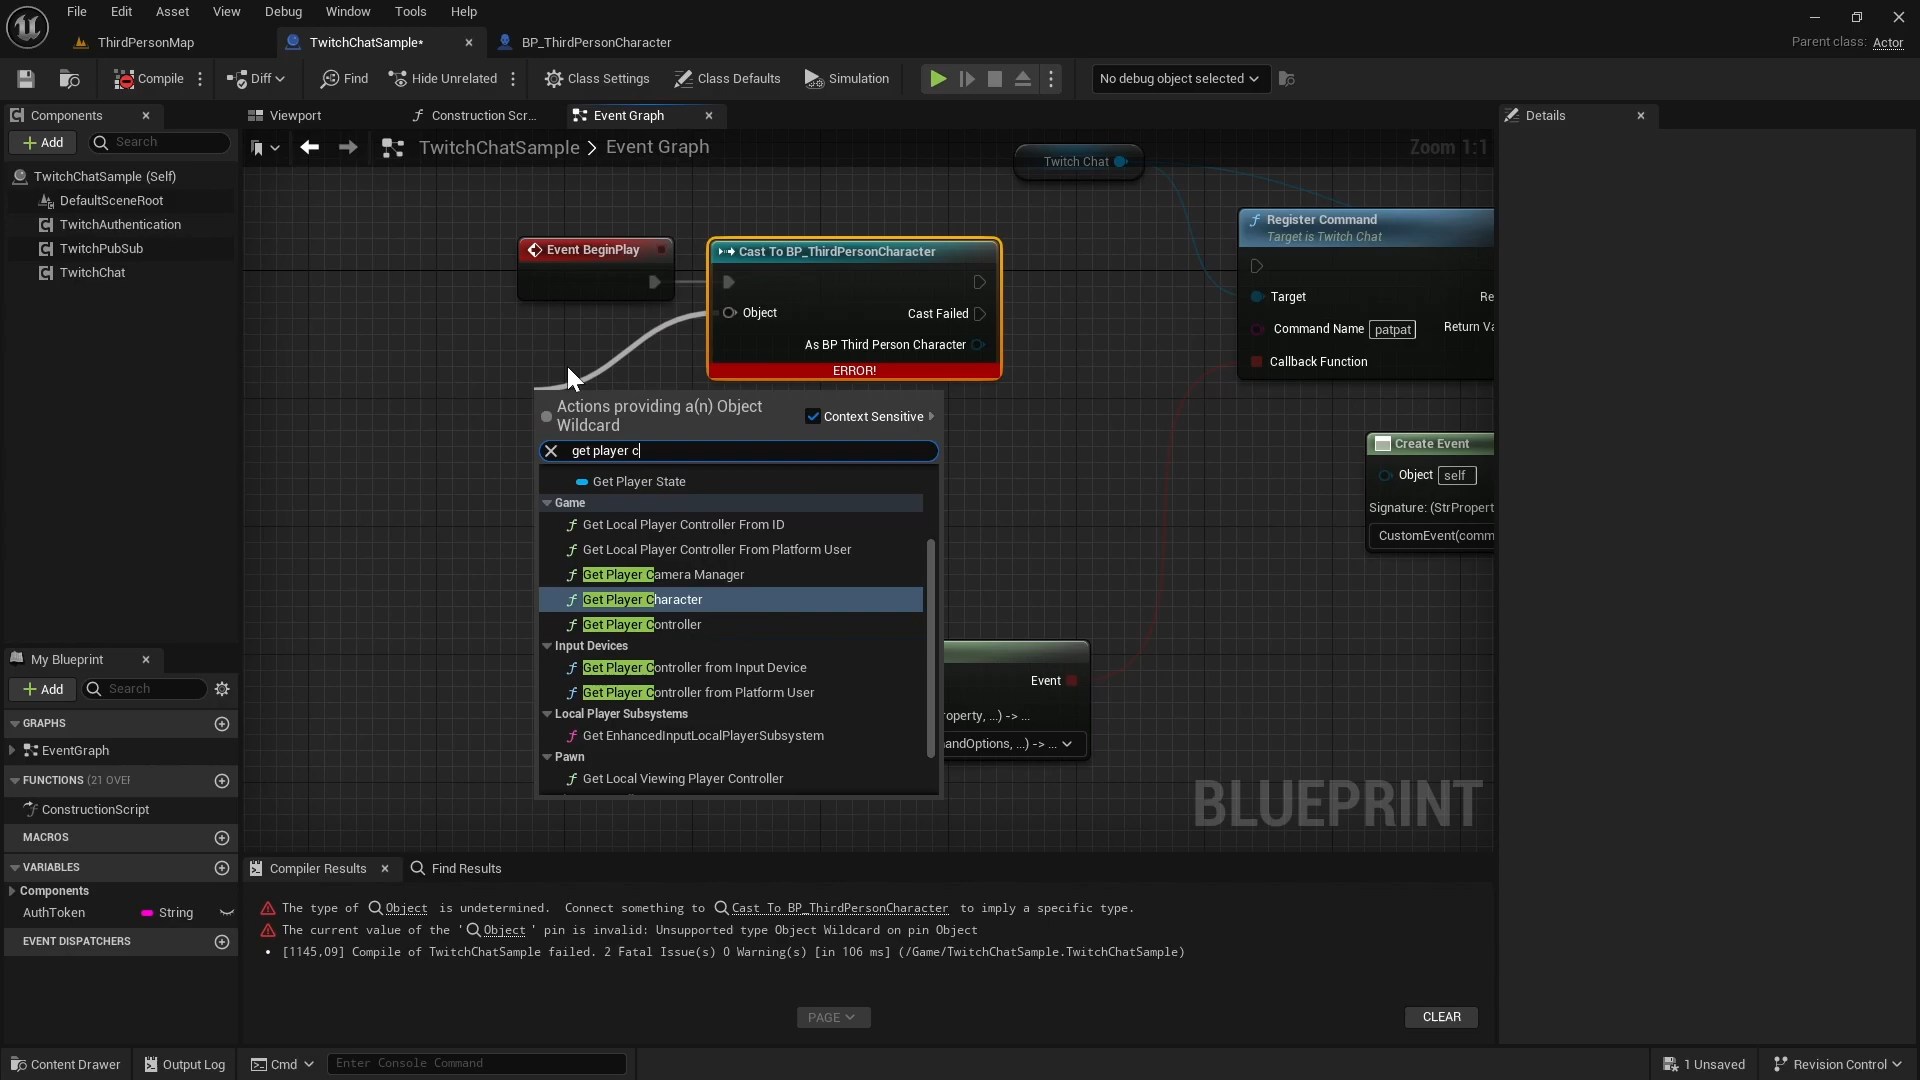 File Edit Asset View Debug Window Tools Help
ThirdPersonMap TwitchChatSample* BP_ThirdPersonCharacter Parent class: Actor
Compile Diff Find Hide Unrelated Class Settings Class Defaults Simulation No debug object selected
Components Viewport Construction Scr... Event Graph Details
Add Search TwitchChatSample > Event Graph Zoom 1:1
TwitchChatSample (Self)
DefaultSceneRoot
TwitchAuthentication
TwitchPubSub
TwitchChat
Twitch Chat
Register Command
Target is Twitch Chat
Target Re
Command Name patpat Return Va
Callback Function
Event BeginPlay
Cast To BP_ThirdPersonCharacter
Object Cast Failed
As BP Third Person Character
ERROR!
Actions providing a(n) Object
Wildcard
Context Sensitive
get player c
Get Player State
Game
Get Local Player Controller From ID
Get Local Player Controller From Platform User
Get Player Camera Manager
Get Player Character
Get Player Controller
Input Devices
Get Player Controller from Input Device
Get Player Controller from Platform User
Local Player Subsystems
Get EnhancedInputLocalPlayerSubsystem
Pawn
Get Local Viewing Player Controller
Create Event
Object self
Signature: (StrPropert
CustomEvent(comm
Event
operty, ...) -> ...
andOptions, ...) -> ...
BLUEPRINT
My Blueprint
Add Search
GRAPHS
EventGraph
FUNCTIONS (21 OVEI
ConstructionScript
MACROS
VARIABLES
Components
AuthToken String
EVENT DISPATCHERS
Compiler Results Find Results
The type of Object is undetermined. Connect something to Cast To BP_ThirdPersonCharacter to imply a specific type.
The current value of the ' Object ' pin is invalid: Unsupported type Object Wildcard on pin Object
[1145,09] Compile of TwitchChatSample failed. 2 Fatal Issue(s) 0 Warning(s) [in 106 ms] (/Game/TwitchChatSample.TwitchChatSample)
PAGE CLEAR
Content Drawer Output Log Cmd Enter Console Command 1 Unsaved Revision Control